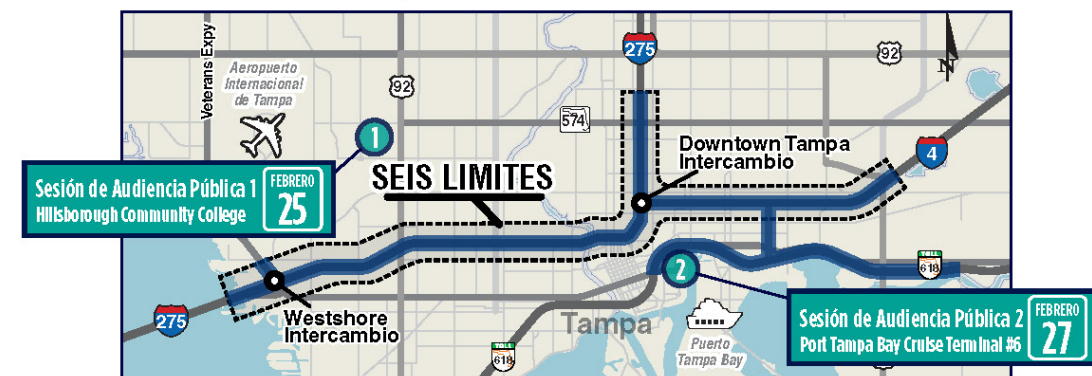 Veterans Expy
Aeropuerto
Internacional
de Tampa
92
275
92
N
574
1
Downtown Tampa
Intercambio
4
Sesión de Audiencia Pública 1
Hillsborough Community College
FEBRERO
25
SEIS LIMITES
2
TOLL
618
275
Westshore
Intercambio
Tampa
TOLL
618
Puerto
Tampa Bay
Sesión de Audiencia Pública 2
Port Tampa Bay Cruise Terminal #6
FEBRERO
27